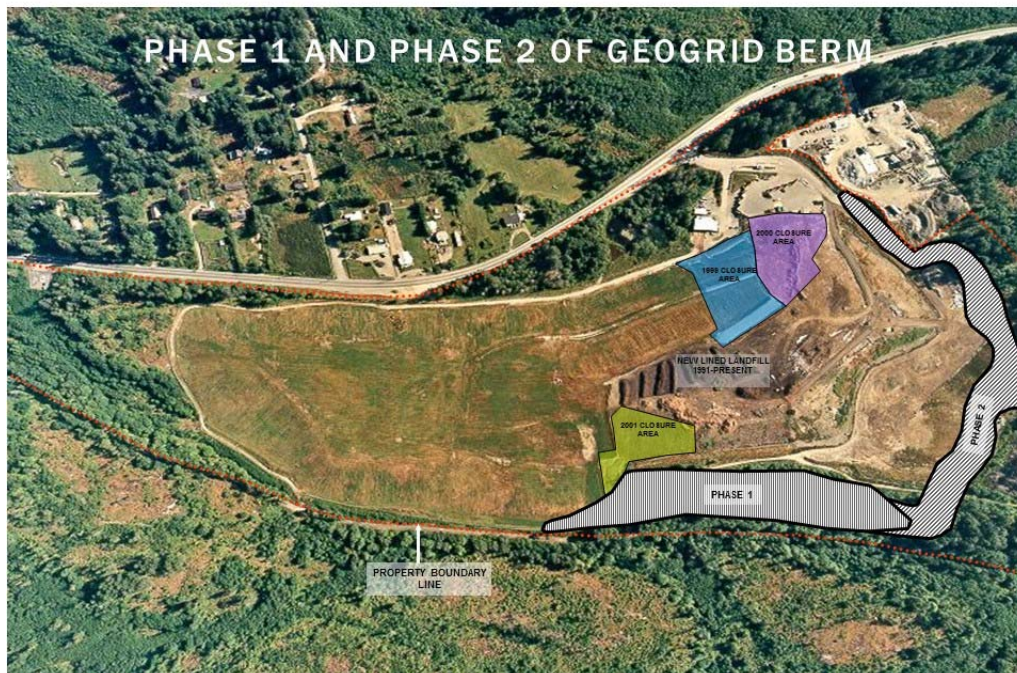 PHASE 1 AND PHASE 2 OF GEOGRID BERM
2000 CLOSURE
AREA
1999 CLOSURE
AREA
NEW LINED LANDFILL
1991-PRESENT
2001 CLOSURE
AREA
PHASE 2
PHASE 1
PROPERTY BOUNDARY
LINE